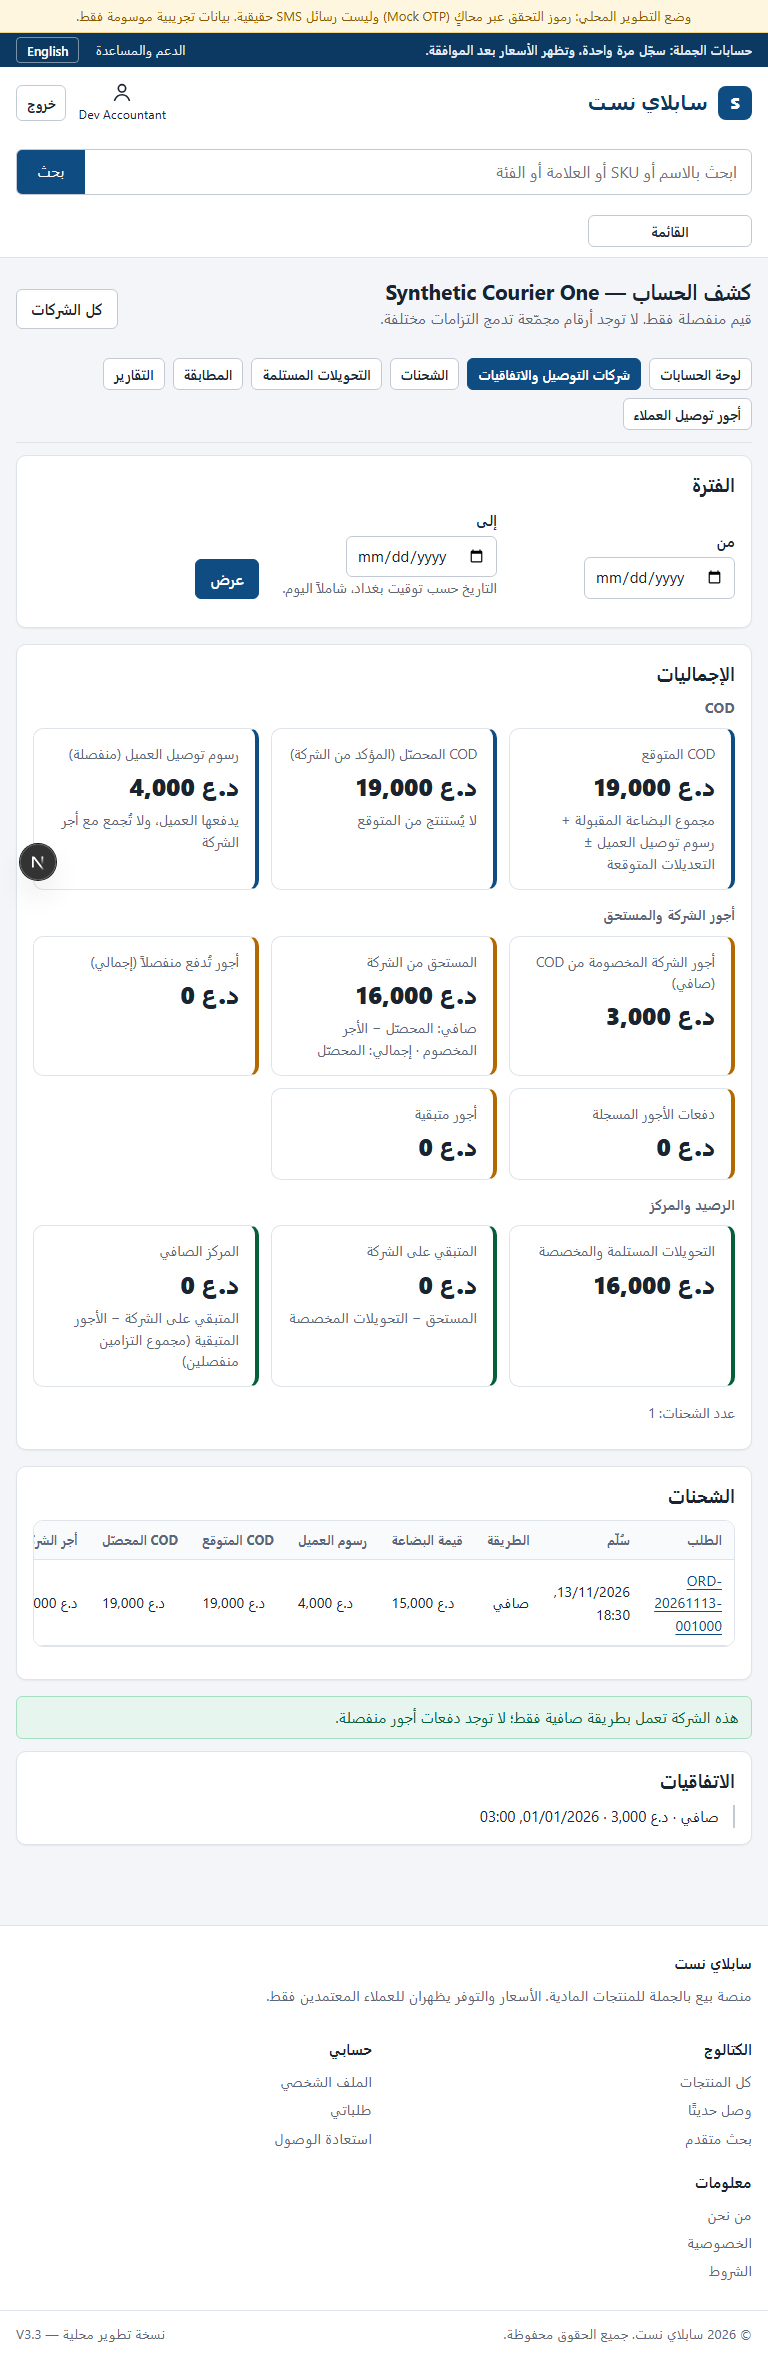 وضع التطوير المحلي: رموز التحقق عبر محاكٍ (Mock OTP) وليست رسائل SMS حقيقية. بيانات تجريبية موسومة فقط.
حسابات الجملة: سجّل مرة واحدة، وتظهر الأسعار بعد الموافقة.
الدعم والمساعدة
English
S
سابلاي نست
Dev Accountant
خروج
ابحث بالاسم أو SKU أو العلامة أو الفئة
بحث
القائمة
كشف الحساب — Synthetic Courier One
قيم منفصلة فقط. لا توجد أرقام مجمّعة تدمج التزامات مختلفة.
كل الشركات
لوحة الحسابات
شركات التوصيل والاتفاقيات
الشحنات
التحويلات المستلمة
المطابقة
التقارير
أجور توصيل العملاء
الفترة
من
mm/dd/yyyy
إلى
mm/dd/yyyy
التاريخ حسب توقيت بغداد، شاملاً اليوم.
عرض
الإجماليات
COD
COD المتوقع
د.ع 19,000
مجموع البضاعة المقبولة +
رسوم توصيل العميل ±
التعديلات المتوقعة
COD المحصّل (المؤكد من الشركة)
د.ع 19,000
لا يُستنتج من المتوقع
رسوم توصيل العميل (منفصلة)
د.ع 4,000
يدفعها العميل، ولا تُجمع مع أجر
الشركة
N
أجور الشركة والمستحق
أجور الشركة المخصومة من COD
(صافي)
د.ع 3,000
المستحق من الشركة
د.ع 16,000
صافي: المحصّل − الأجر
المخصوم · إجمالي: المحصّل
أجور تُدفع منفصلاً (إجمالي)
د.ع 0
دفعات الأجور المسجلة
د.ع 0
أجور متبقية
د.ع 0
الرصيد والمركز
التحويلات المستلمة والمخصصة
د.ع 16,000
المتبقي على الشركة
د.ع 0
المستحق − التحويلات المخصصة
المركز الصافي
د.ع 0
المتبقي على الشركة − الأجور
المتبقية (مجموع التزامين
منفصلين)
عدد الشحنات: 1
الشحنات
الطلب	سُلّم	الطريقة	قيمة البضاعة	رسوم العميل	COD المتوقع	COD المحصّل	أجر
ORD-
20261113-
001000
13/11/2026,
18:30
صافي
د.ع 15,000
د.ع 4,000
د.ع 19,000
د.ع 19,000
د.ع
هذه الشركة تعمل بطريقة صافية فقط؛ لا توجد دفعات أجور منفصلة.
الاتفاقيات
صافي · د.ع 3,000 · 01/01/2026, 03:00
سابلاي نست
منصة بيع بالجملة للمنتجات المادية. الأسعار والتوفر يظهران للعملاء المعتمدين فقط.
الكتالوج
كل المنتجات
وصل حديثًا
بحث متقدم
حسابي
الملف الشخصي
طلباتي
استعادة الوصول
معلومات
من نحن
الخصوصية
الشروط
© 2026 سابلاي نست. جميع الحقوق محفوظة.
نسخة تطوير محلية — V3.3